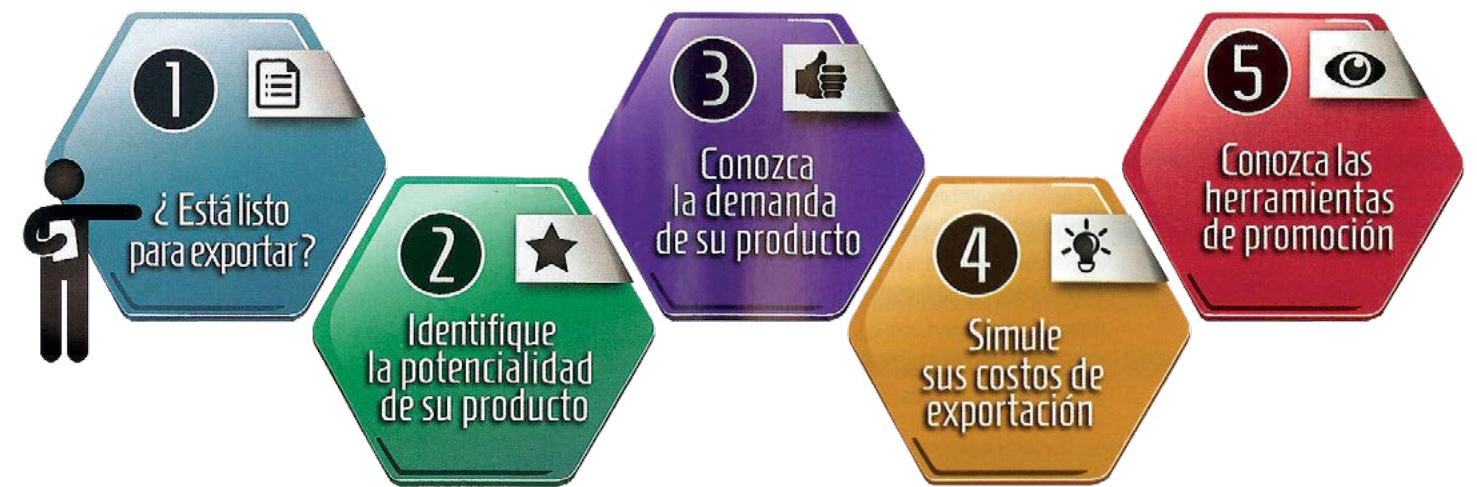 1
¿Está listo
para exportar?
2
Identifique
la potencialidad
de su producto
3
Conozca
la demanda
de su producto
4
Simule
sus costos de
exportación
5
Conozca las
herramientas
de promoción